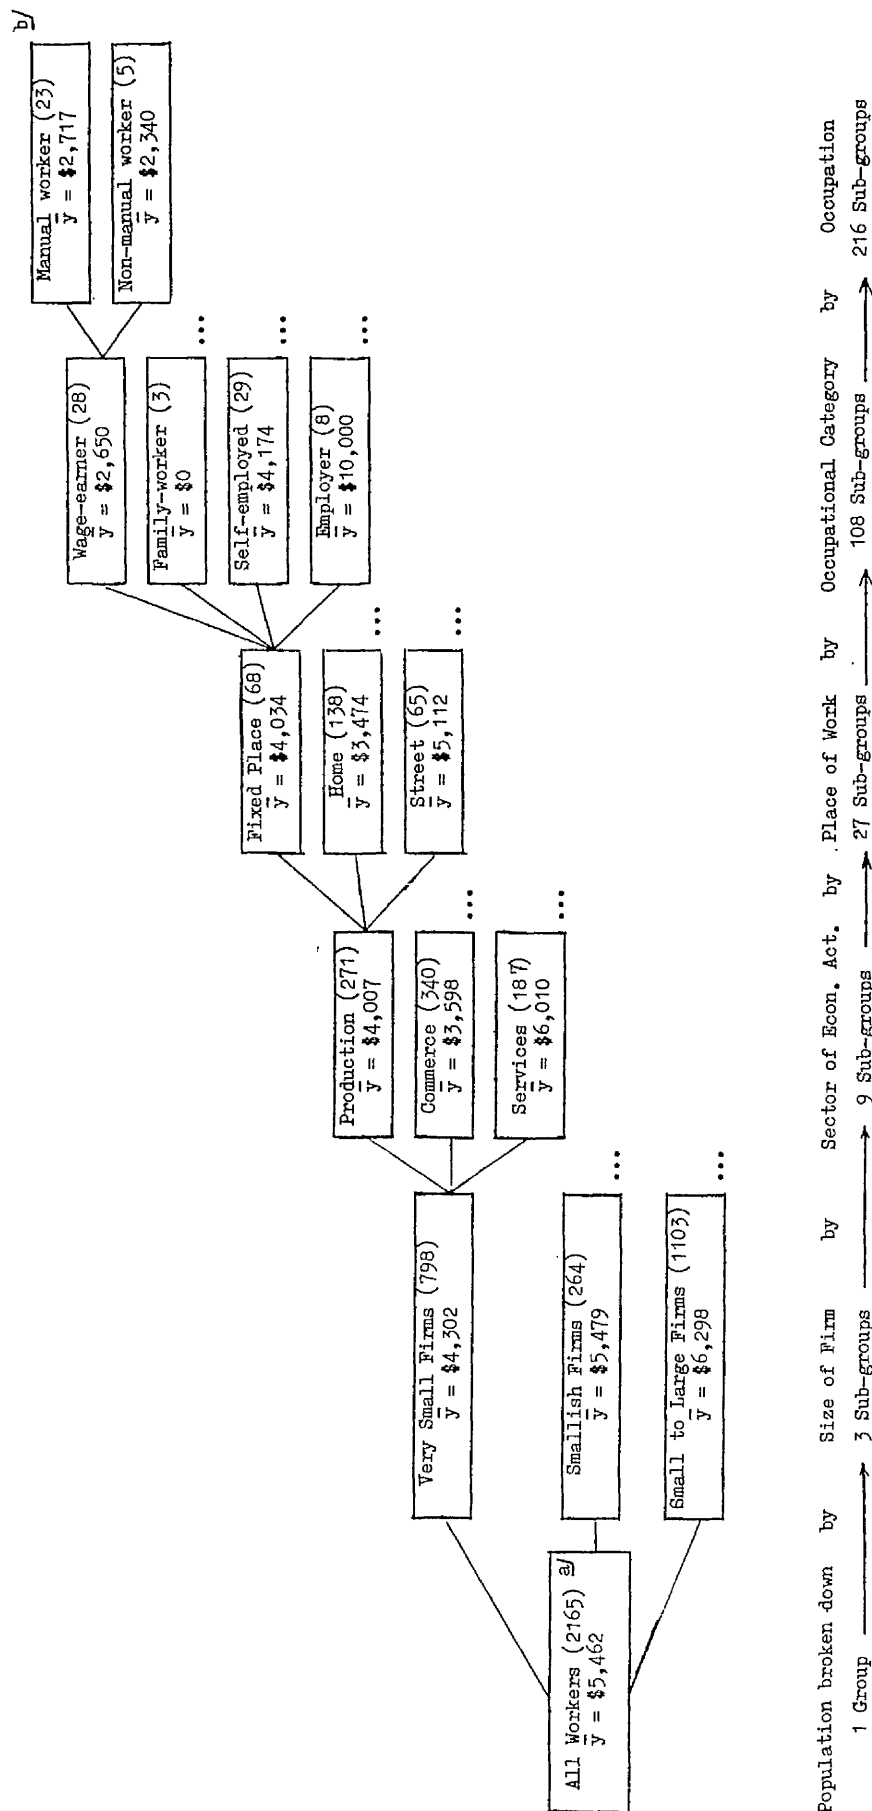 All Workers (2165) a/
y̅ = $5,462
Very Small Firms (798)
y̅ = $4,302
Smallish Firms (264)
y̅ = $5,479
...
Small to Large Firms (1103)
y̅ = $6,298
...
Production (271)
y̅ = $4,007
Commerce (340)
y̅ = $3,598
...
Services (187)
y̅ = $6,010
...
Fixed Place (68)
y̅ = $4,034
Home (138)
y̅ = $3,474
...
Street (65)
y̅ = $5,112
...
Wage-earner (28)
y̅ = $2,650
Family-worker (3)
y̅ = $0
...
Self-employed (29)
y̅ = $4,174
...
Employer (8)
y̅ = $10,000
...
b/
Manual worker (23)
y̅ = $2,717
Non-manual worker (5)
y̅ = $2,340
Population broken down by Size of Firm by Sector of Econ. Act. by Place of Work by Occupational Category by Occupation
1 Group → 3 Sub-groups → 9 Sub-groups → 27 Sub-groups → 108 Sub-groups → 216 Sub-groups